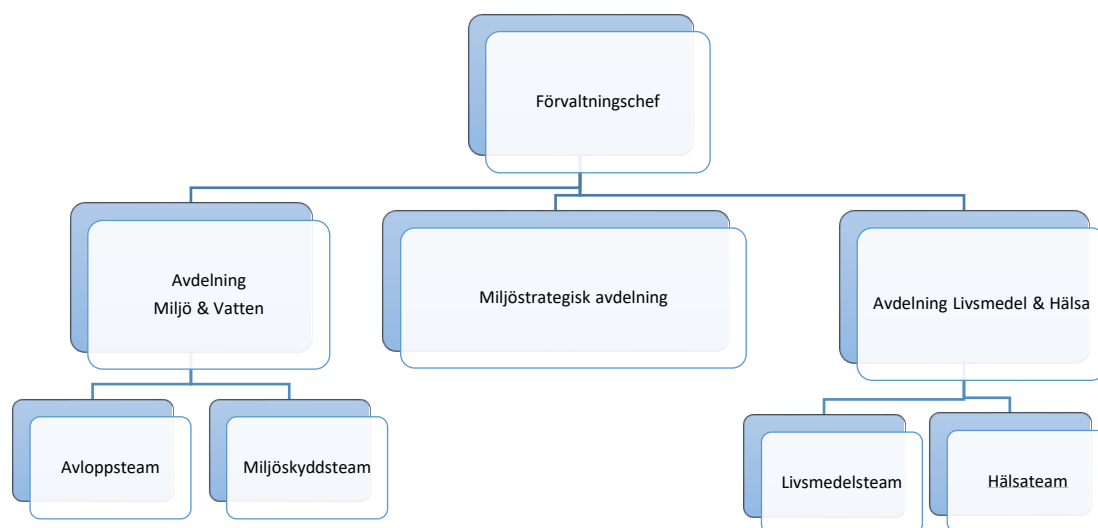 Förvaltningschef
Avdelning
Miljö & Vatten
Miljöstrategisk avdelning
Avdelning Livsmedel & Hälsa
Avloppsteam
Miljöskyddsteam
Livsmedelsteam
Hälsateam